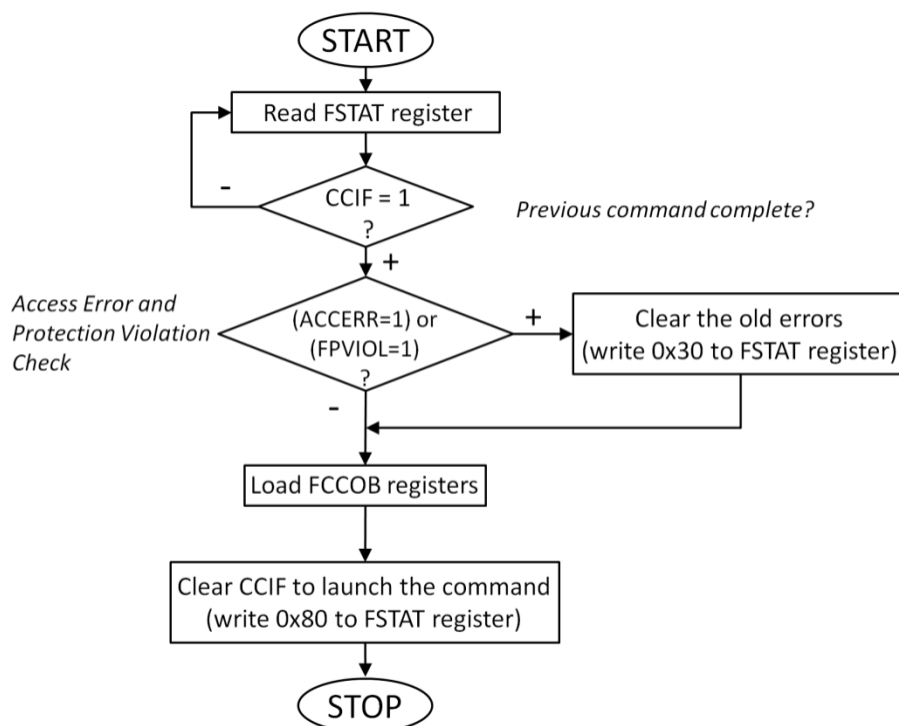 START
Read FSTAT register
-
CCIF = 1
?
Previous command complete?
+
Access Error and
Protection Violation
Check
(ACCERR=1) or
(FPVIOL=1)
?
+
Clear the old errors
(write 0x30 to FSTAT register)
-
Load FCCOB registers
Clear CCIF to launch the command
(write 0x80 to FSTAT register)
STOP